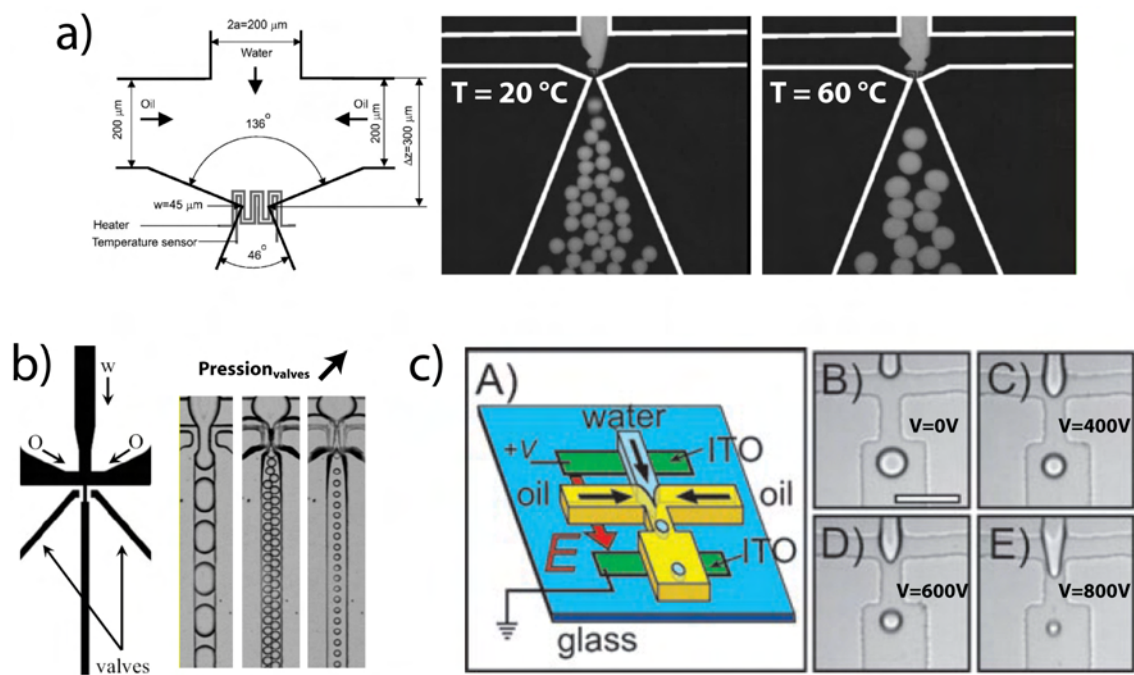 a)
2a=200 µm
Water
Oil
Oil
200 µm
200 µm
Δz=300 µm
136°
w=45 µm
Heater
Temperature sensor
46°
T = 20 °C
T = 60 °C
b)
W
O
O
valves
Pression valves
c)
A)
water
+V
ITO
oil
oil
E
ITO
glass
B)
V=0V
C)
V=400V
D)
V=600V
E)
V=800V